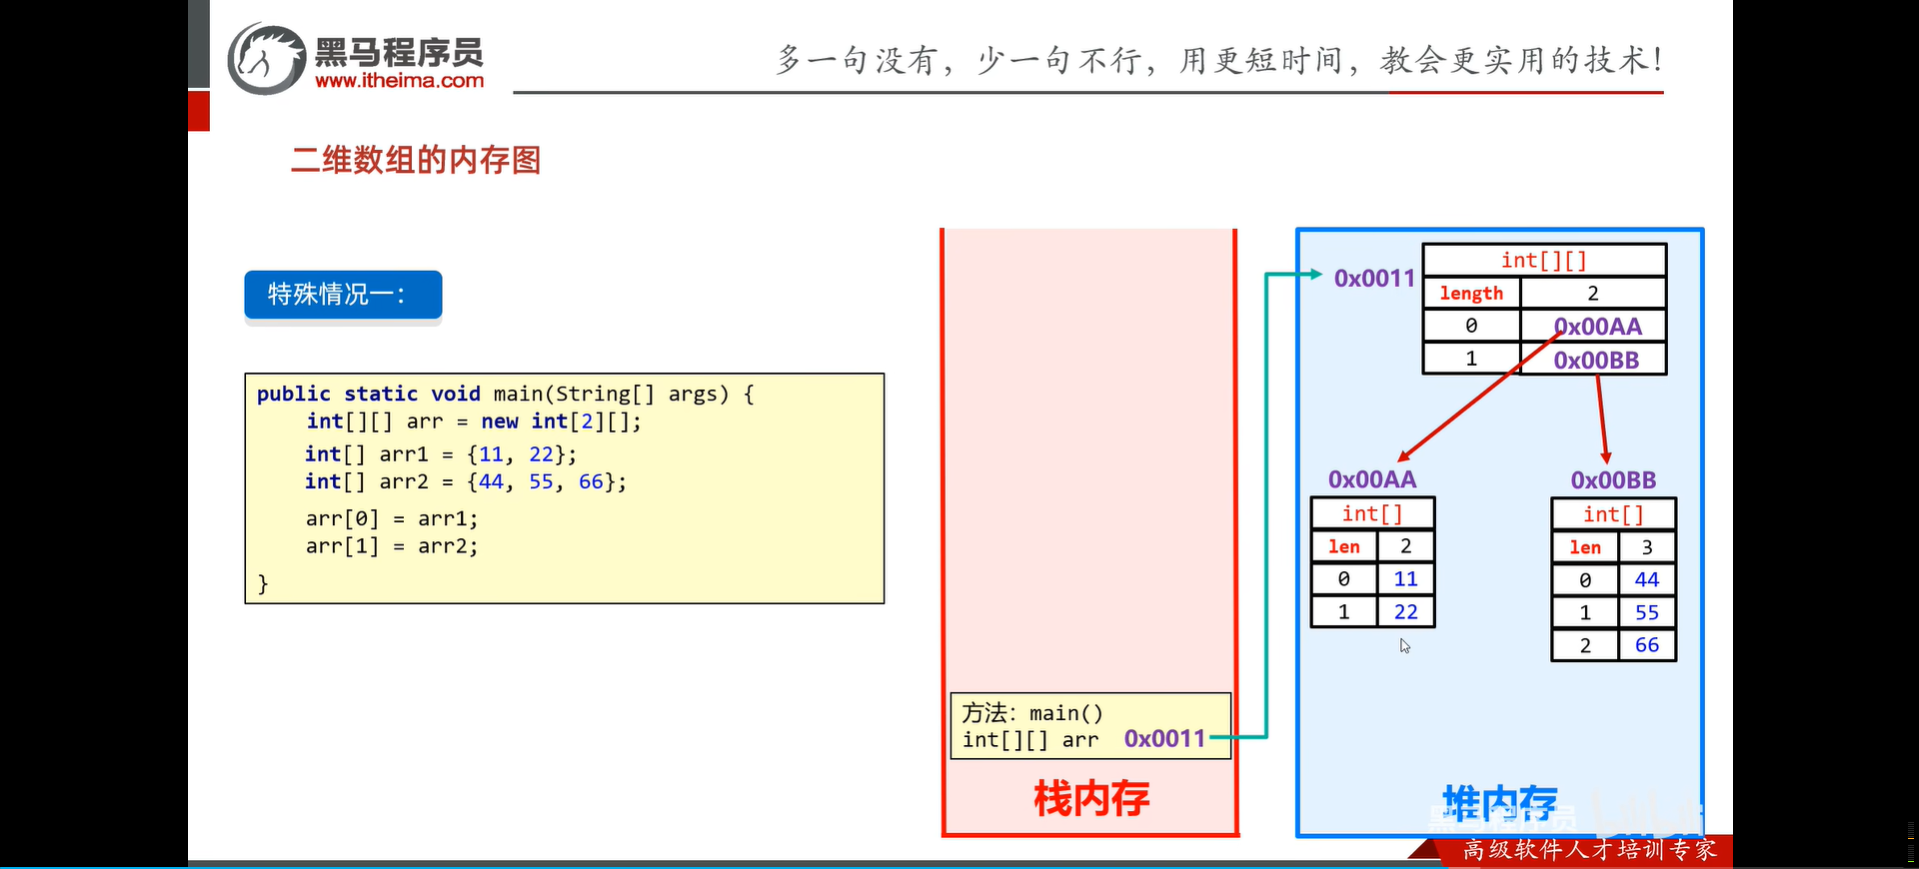 黑马程序员
www.itheima.com
多一句没有，少一句不行，用更短时间，教会更实用的技术！
二维数组的内存图
特殊情况一：
public static void main(String[] args) {
int[][] arr = new int[2][];
int[] arr1 = {11, 22};
int[] arr2 = {44, 55, 66};
arr[0] = arr1;
arr[1] = arr2;
}
方法：main()
int[][] arr 0x0011
栈内存
0x0011
int[][]
length 2
0 0x00AA
1 0x00BB
0x00AA
int[]
len 2
0 11
1 22
0x00BB
int[]
len 3
0 44
1 55
2 66
堆内存
黑马程序员 bilibili
高级软件人才培训专家